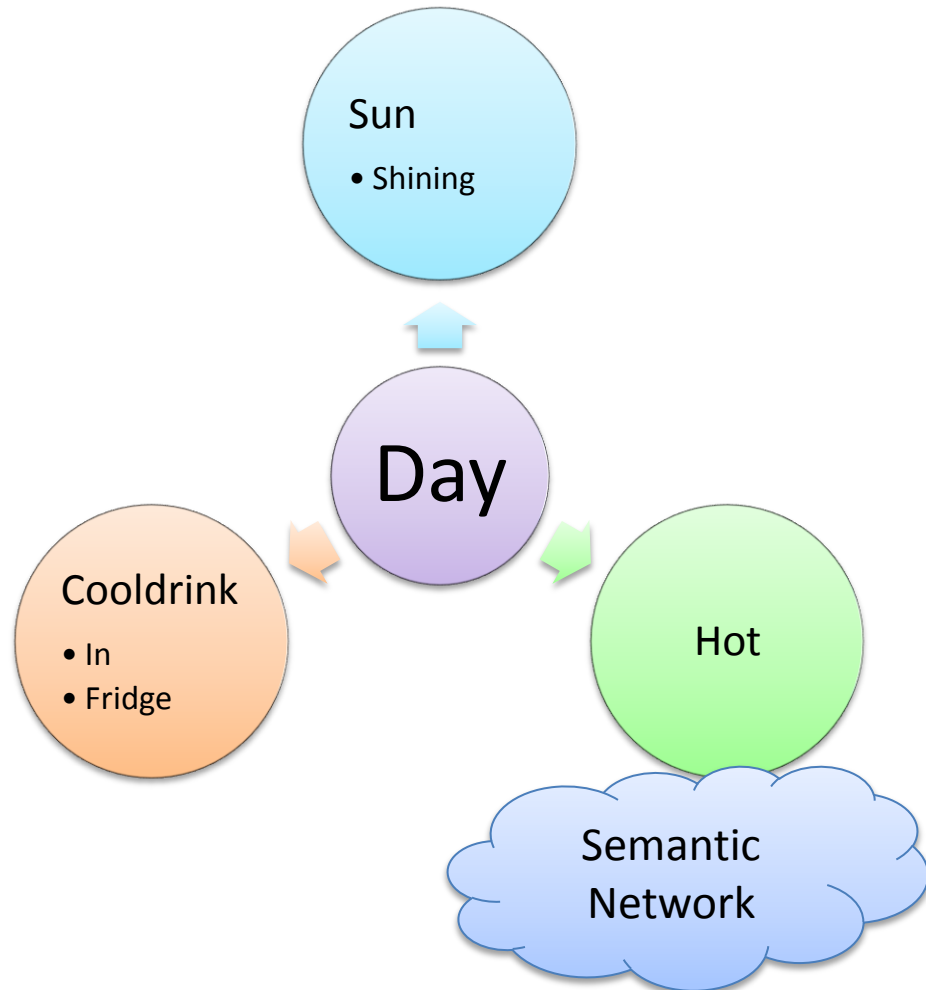 Sun
• Shining
Day
Cooldrink
• In
• Fridge
Hot
Semantic
Network